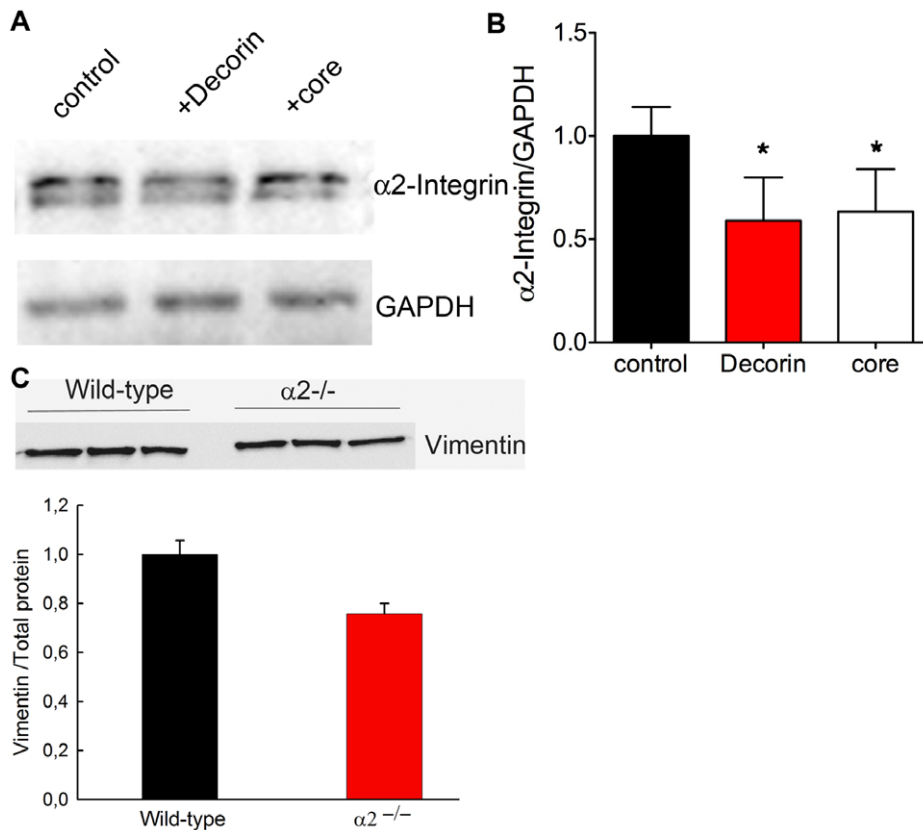 A
control
+Decorin
+core
α2-Integrin
GAPDH
B
α2-Integrin/GAPDH
1.5
1.0
0.5
0.0
*
*
control Decorin core
C
Wild-type α2-/-
Vimentin
Vimentin /Total protein
1,2
1,0
0,8
0,6
0,4
0,2
0,0
Wild-type α2 −/−